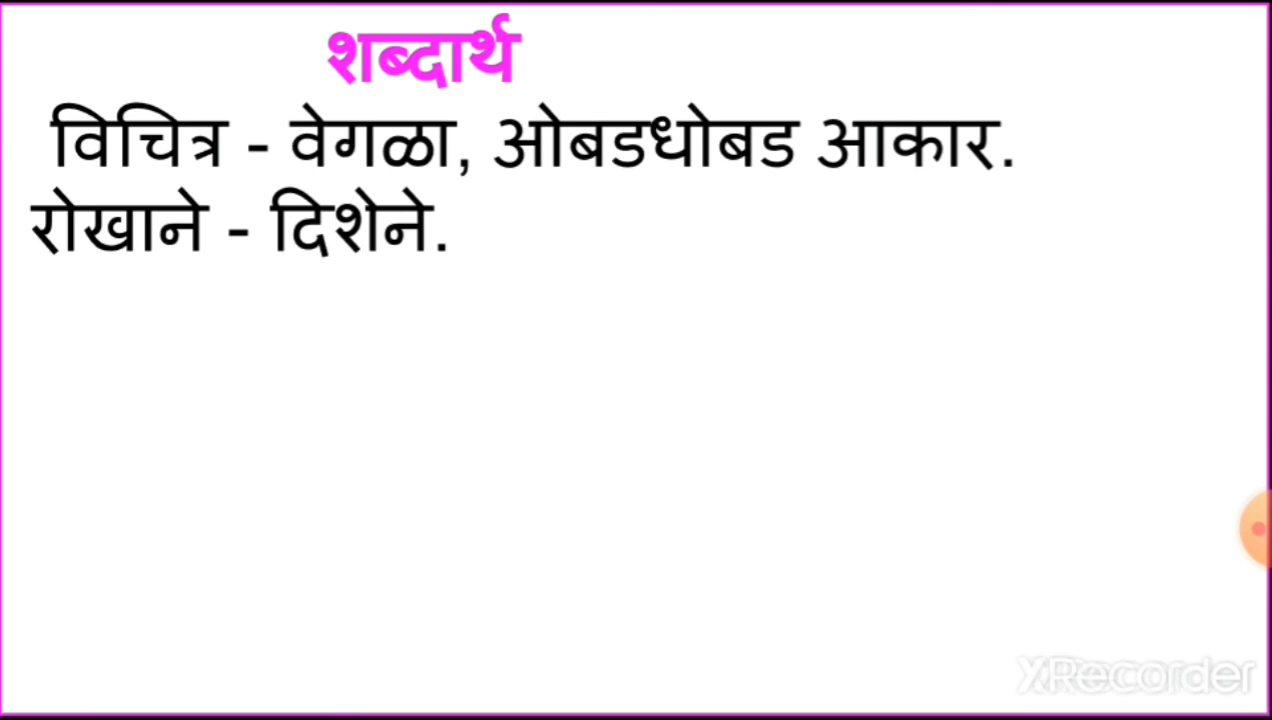 शब्दार्थ
विचित्र - वेगळा, ओबडधोबड आकार.
रोखाने - दिशेने.
XRecorder